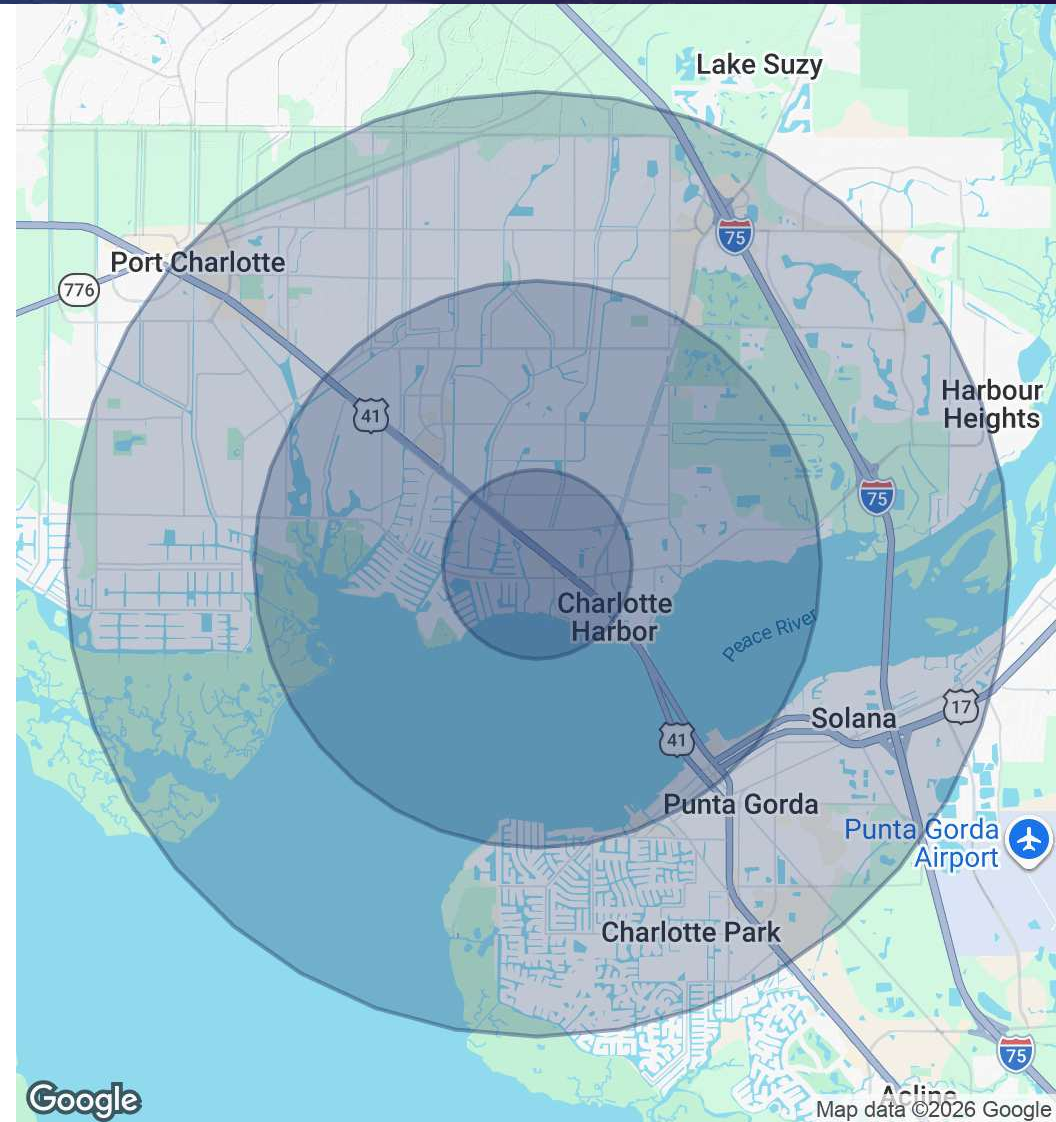 Lake Suzy
75
Port Charlotte
776
Harbour
Heights
41
75
Charlotte
Harbor
Peace River
17
Solana
41
Punta Gorda
Punta Gorda
Airport
Charlotte Park
75
Acline
Google
Map data ©2026 Google